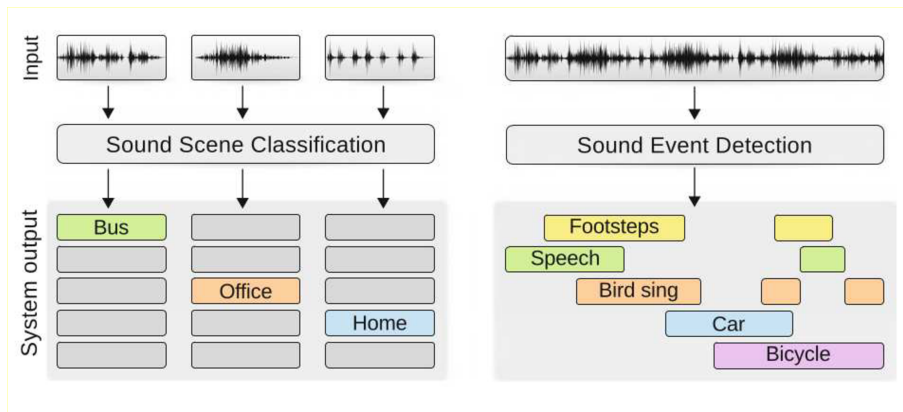 Input
Sound Scene Classification
Sound Event Detection
System output
Bus
Office
Home
Footsteps
Speech
Bird sing
Car
Bicycle